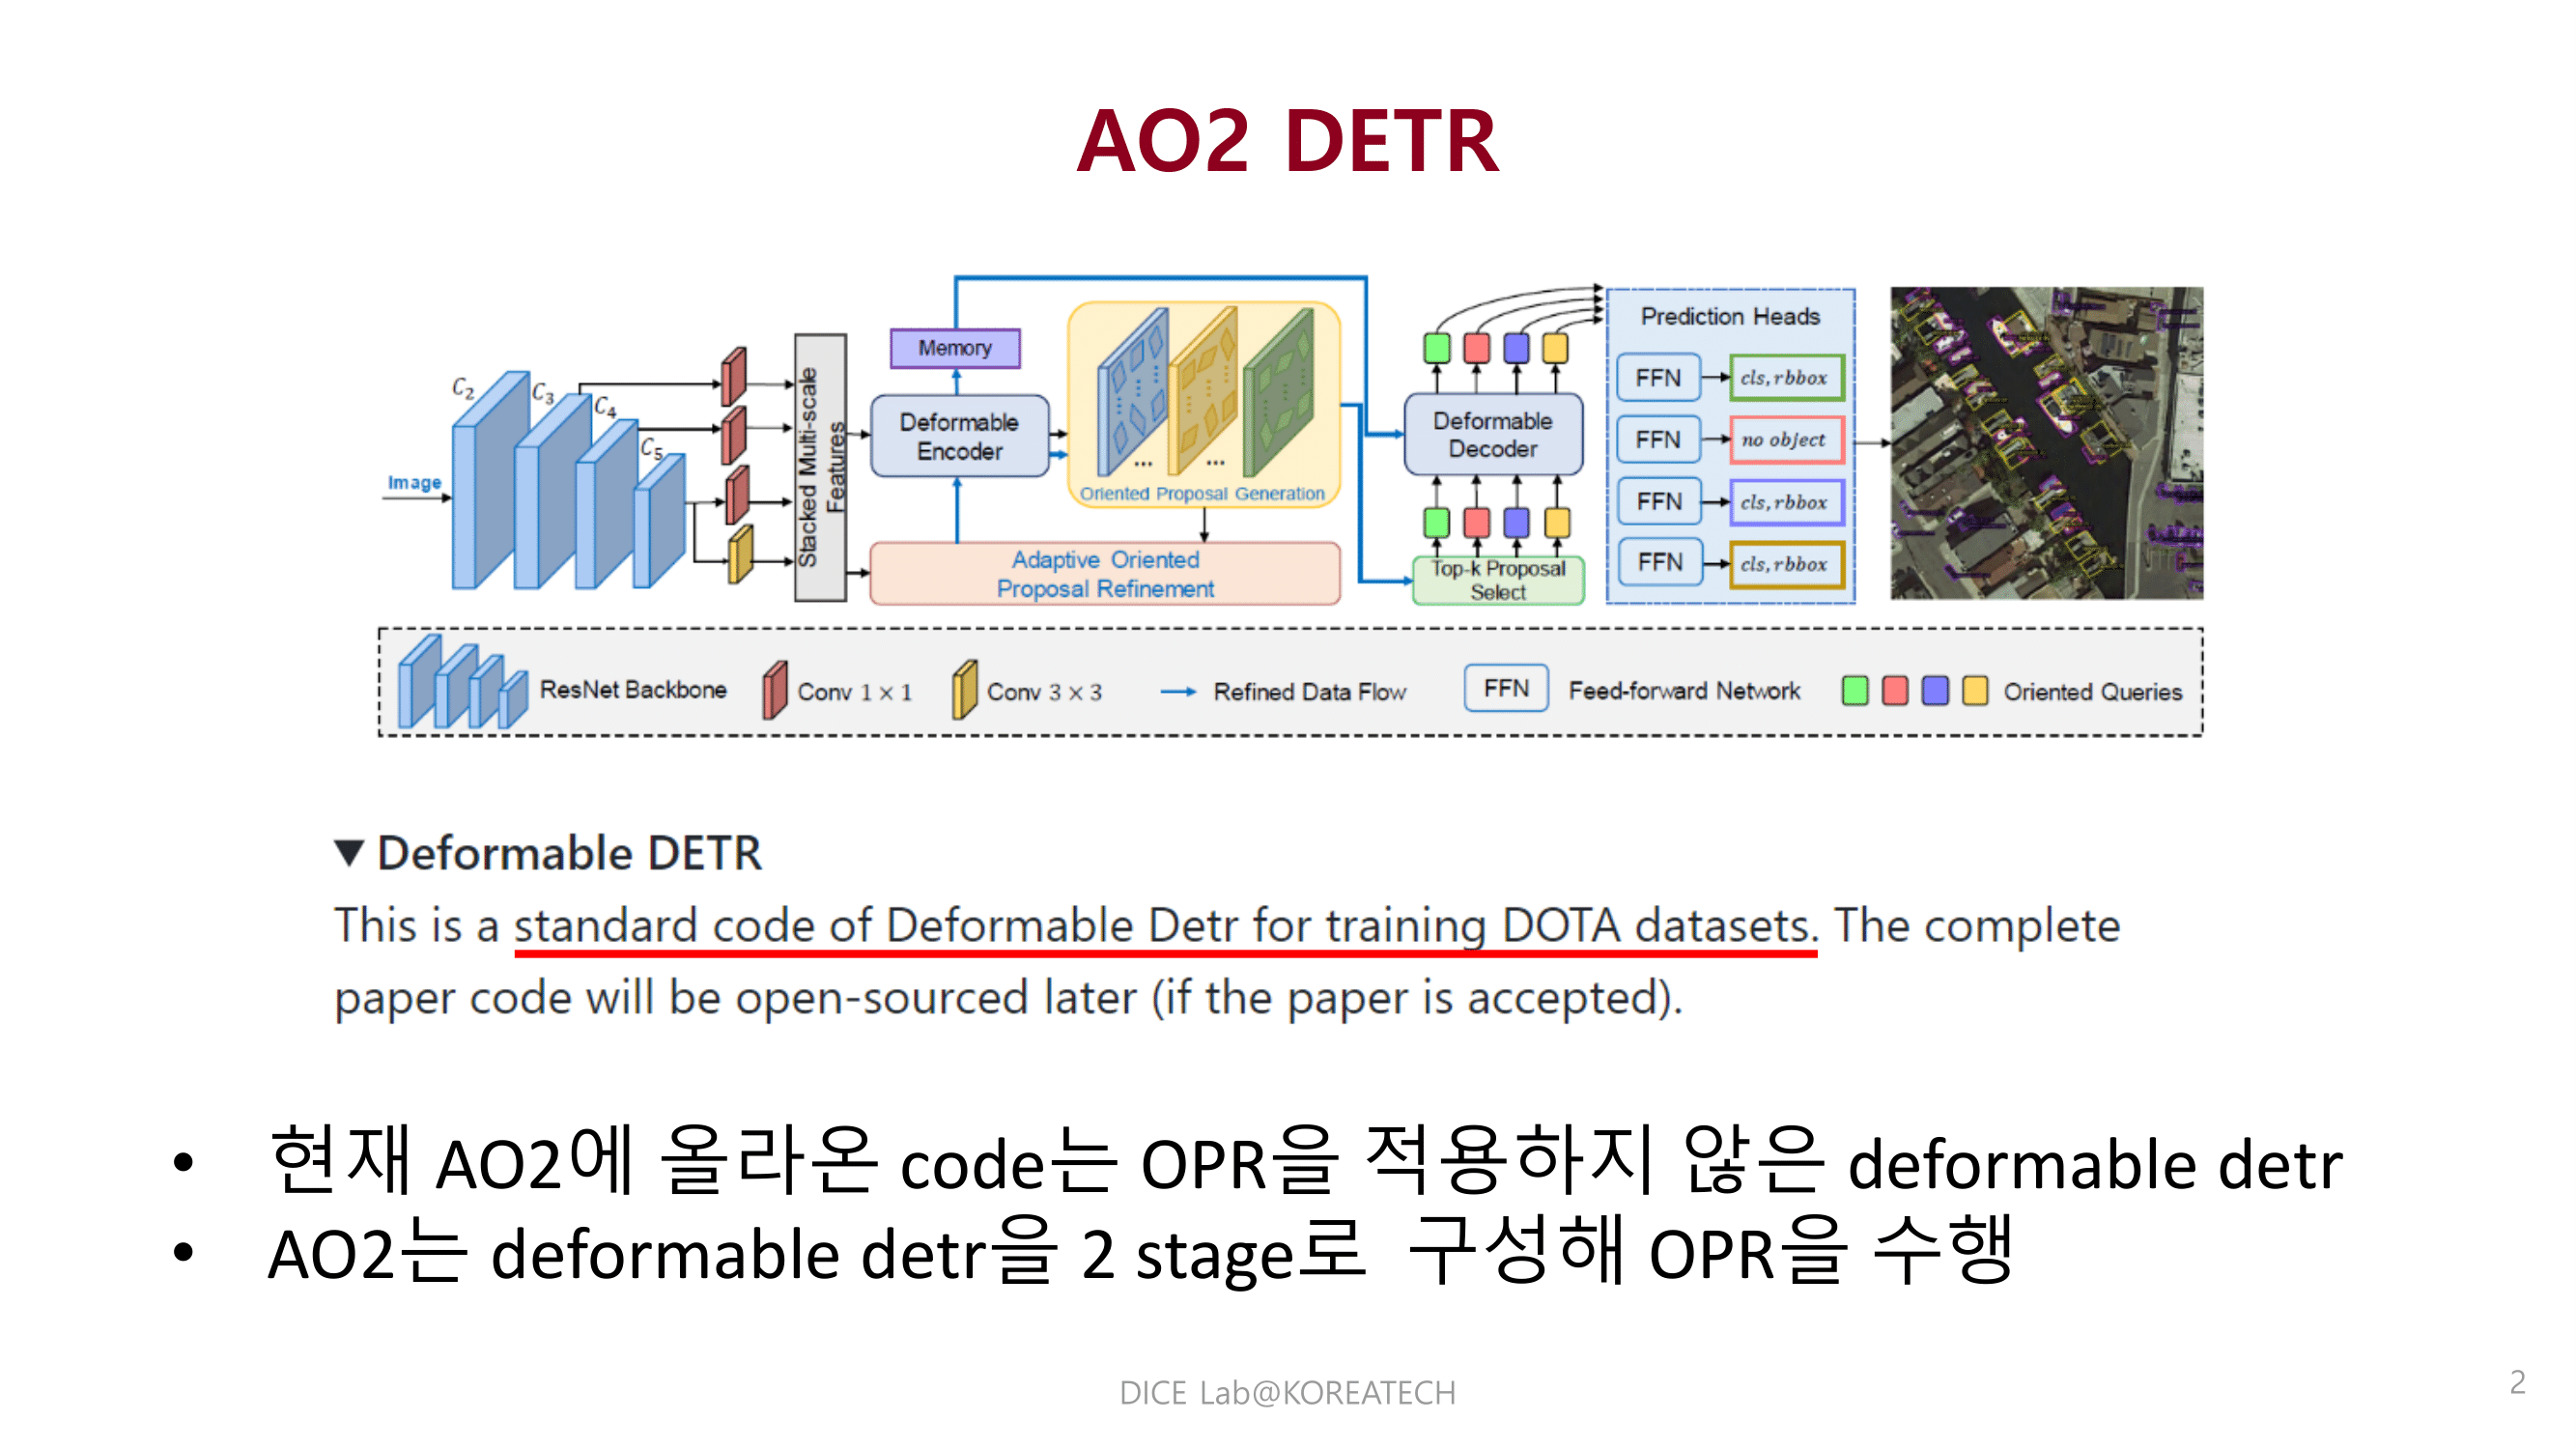 AO2 DETR
Image
C2
C3
C4
C5
Stacked Multi-scale
Features
Memory
Deformable
Encoder
... ...
Oriented Proposal Generation
Adaptive Oriented
Proposal Refinement
Deformable
Decoder
Top-k Proposal
Select
Prediction Heads
FFN cls, rbbox
FFN no object
FFN cls, rbbox
FFN cls, rbbox
ResNet Backbone Conv 1 × 1 Conv 3 × 3 Refined Data Flow FFN Feed-forward Network Oriented Queries
▼ Deformable DETR
This is a standard code of Deformable Detr for training DOTA datasets. The complete
paper code will be open-sourced later (if the paper is accepted).
• 현재 AO2에 올라온 code는 OPR을 적용하지 않은 deformable detr
• AO2는 deformable detr을 2 stage로 구성해 OPR을 수행
DICE Lab@KOREATECH
2